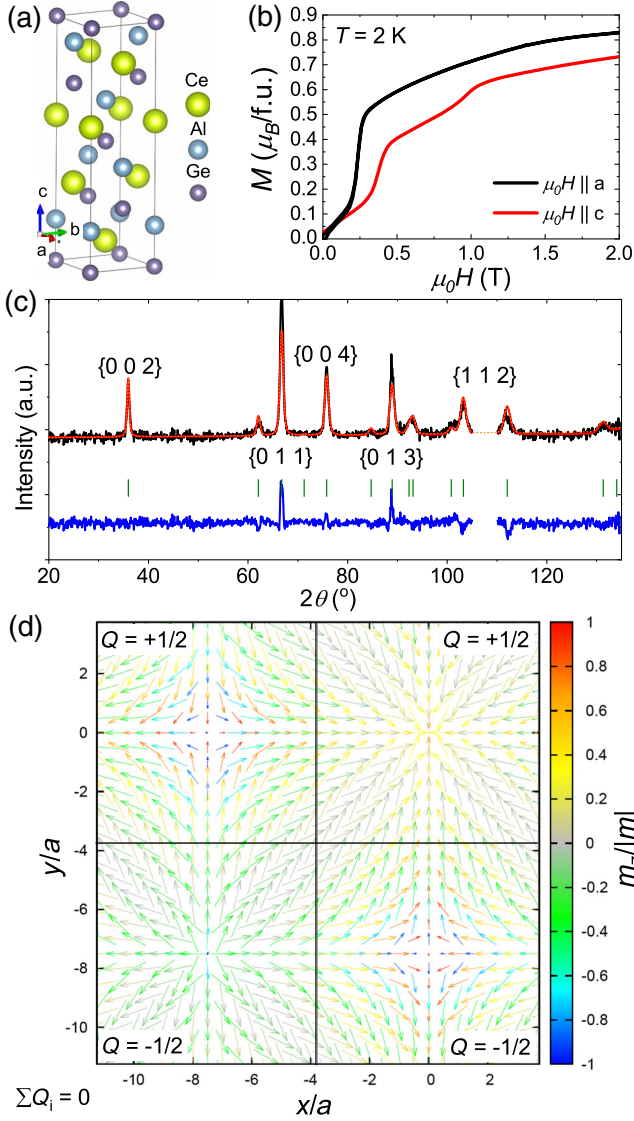 (a)
Ce
Al
Ge
c
b
a
(b)
T = 2 K
M (μB/f.u.)
0.9
0.8
0.7
0.6
0.5
0.4
0.3
0.2
0.1
0.0
μ0H || a
μ0H || c
0.0 0.5 1.0 1.5 2.0
μ0H (T)
(c)
Intensity (a.u.)
{0 0 2}
{0 0 4}
{1 1 2}
{0 1 1}
{0 1 3}
20 40 60 80 100 120
2θ (°)
(d)
Q = +1/2
Q = +1/2
Q = -1/2
Q = -1/2
y/a
2
0
-2
-4
-6
-8
-10
-10 -8 -6 -4 -2 0 2
x/a
1
0.8
0.6
0.4
0.2
0
-0.2
-0.4
-0.6
-0.8
-1
mz/|m|
∑Qi = 0